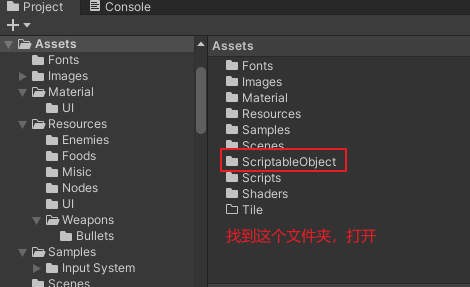 Project
Console
Assets
Fonts
Images
Material
UI
Resources
Enemies
Foods
Misic
Nodes
UI
Weapons
Bullets
Samples
Input System
Scenes
Assets
Fonts
Images
Material
Resources
Samples
Scenes
ScriptableObject
Scripts
Shaders
Tile
找到这个文件夹，打开